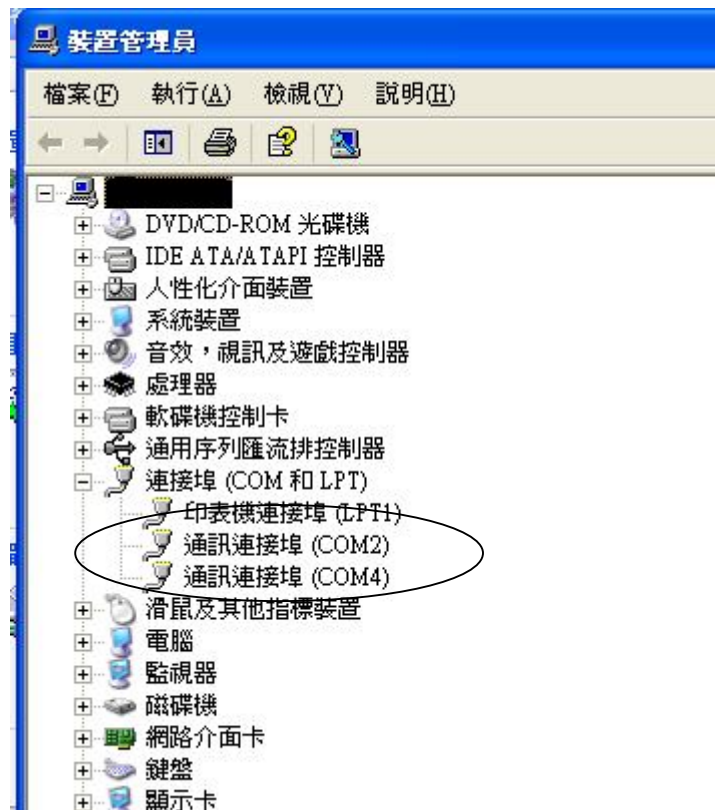 裝置管理員
檔案(F) 執行(A) 檢視(V) 說明(H)
DVD/CD-ROM 光碟機
IDE ATA/ATAPI 控制器
人性化介面裝置
系統裝置
音效，視訊及遊戲控制器
處理器
軟碟機控制卡
通用序列匯流排控制器
連接埠 (COM 和 LPT)
印表機連接埠 (LPT1)
通訊連接埠 (COM2)
通訊連接埠 (COM4)
滑鼠及其他指標裝置
電腦
監視器
磁碟機
網路介面卡
鍵盤
顯示卡